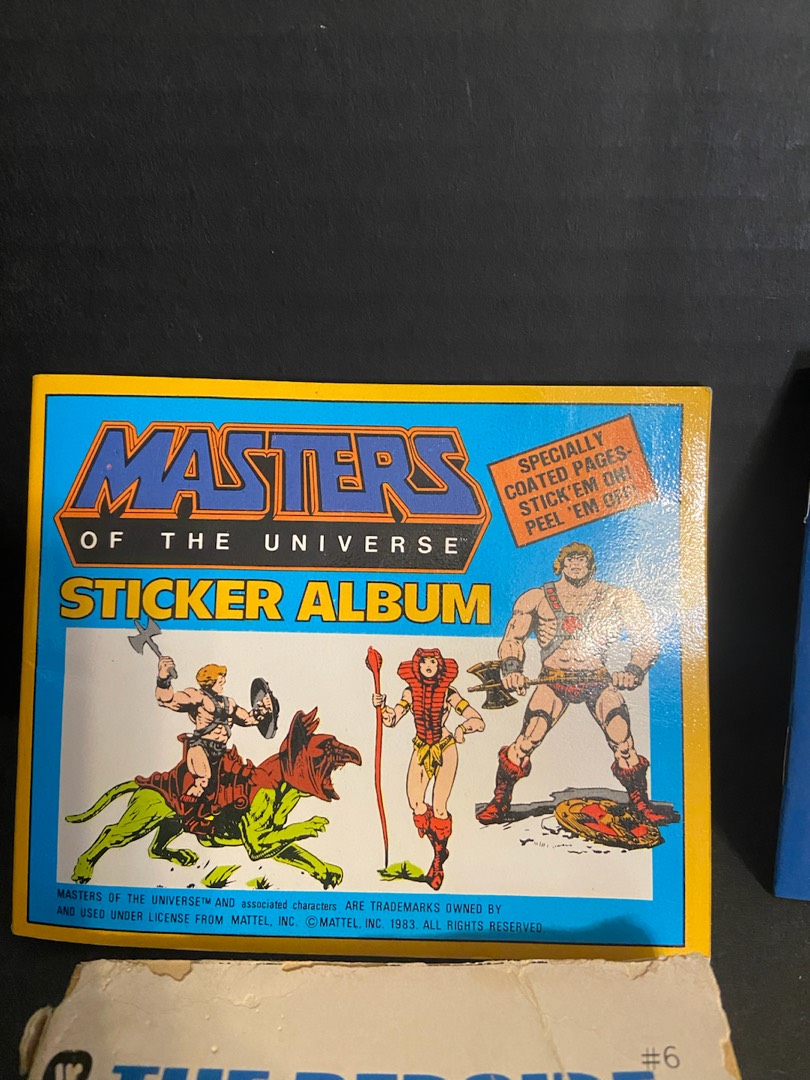 MASTERS
OF THE UNIVERSE™
STICKER ALBUM
SPECIALLY
COATED PAGES-
STICK 'EM ON!
PEEL 'EM OFF!
MASTERS OF THE UNIVERSE™ AND associated characters ARE TRADEMARKS OWNED BY
AND USED UNDER LICENSE FROM MATTEL, INC. ©MATTEL, INC. 1983. ALL RIGHTS RESERVED.
#6
THE